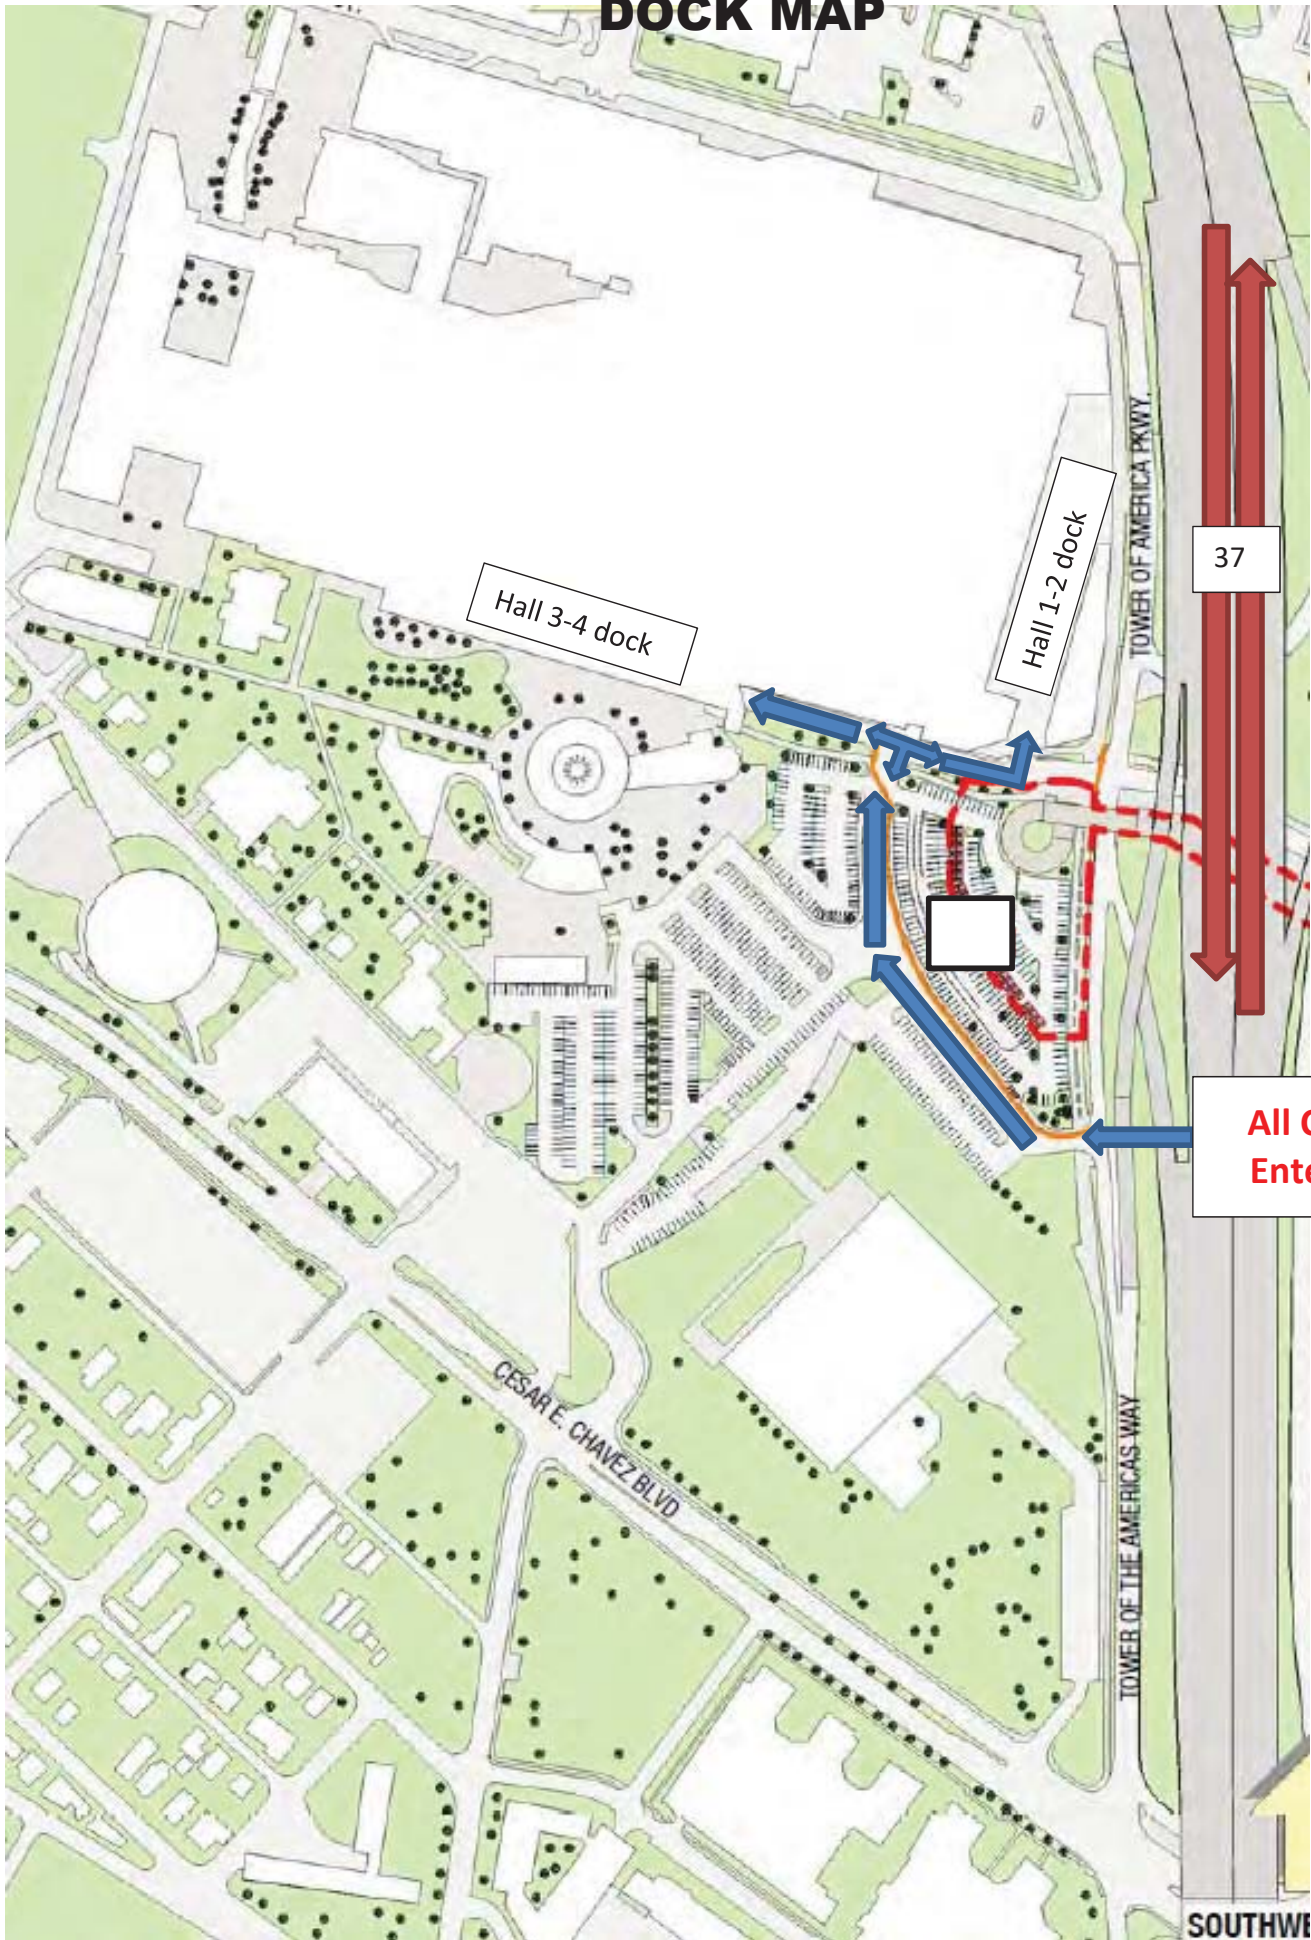 DOCK MAP
TOWER OF AMERICA PKWY.
Hall 1-2 dock
37
Hall 3-4 dock
All
Ente
CESAR E. CHAVEZ BLVD
TOWER OF THE AMERICAS WAY
SOUTHWE